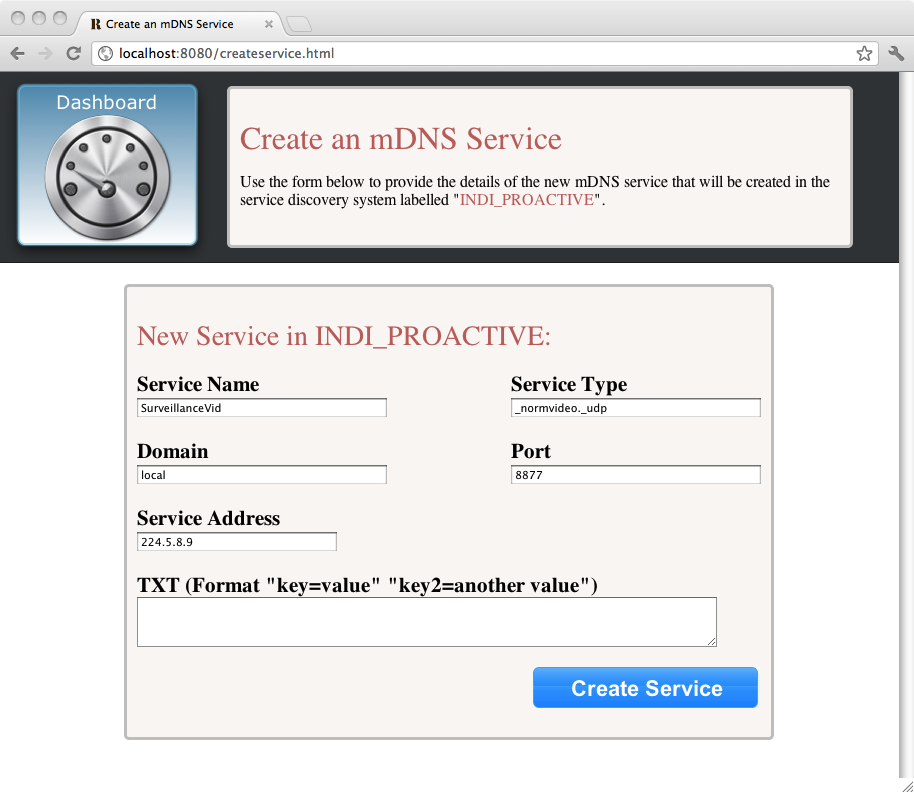 Create an mDNS Service
localhost:8080/createservice.html
Dashboard
Create an mDNS Service
Use the form below to provide the details of the new mDNS service that will be created in the
service discovery system labelled "INDI_PROACTIVE".
New Service in INDI_PROACTIVE:
Service Name
Service Type
SurveillanceVid
_normvideo._udp
Domain
Port
local
8877
Service Address
224.5.8.9
TXT (Format "key=value" "key2=another value")
Create Service